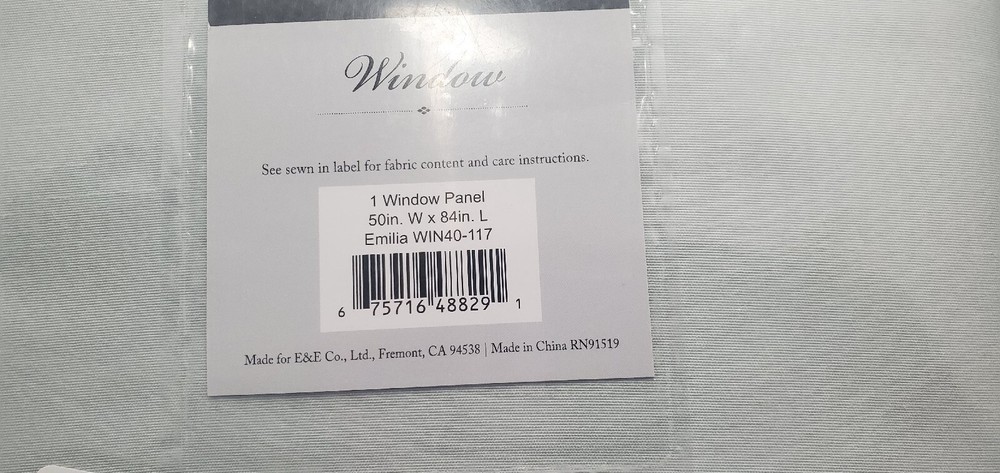 Window
See sewn in label for fabric content and care instructions.
1 Window Panel
50in. W x 84in. L
Emilia WIN40-117
6 75716 48829 1
Made for E&E Co., Ltd., Fremont, CA 94538 | Made in China RN91519